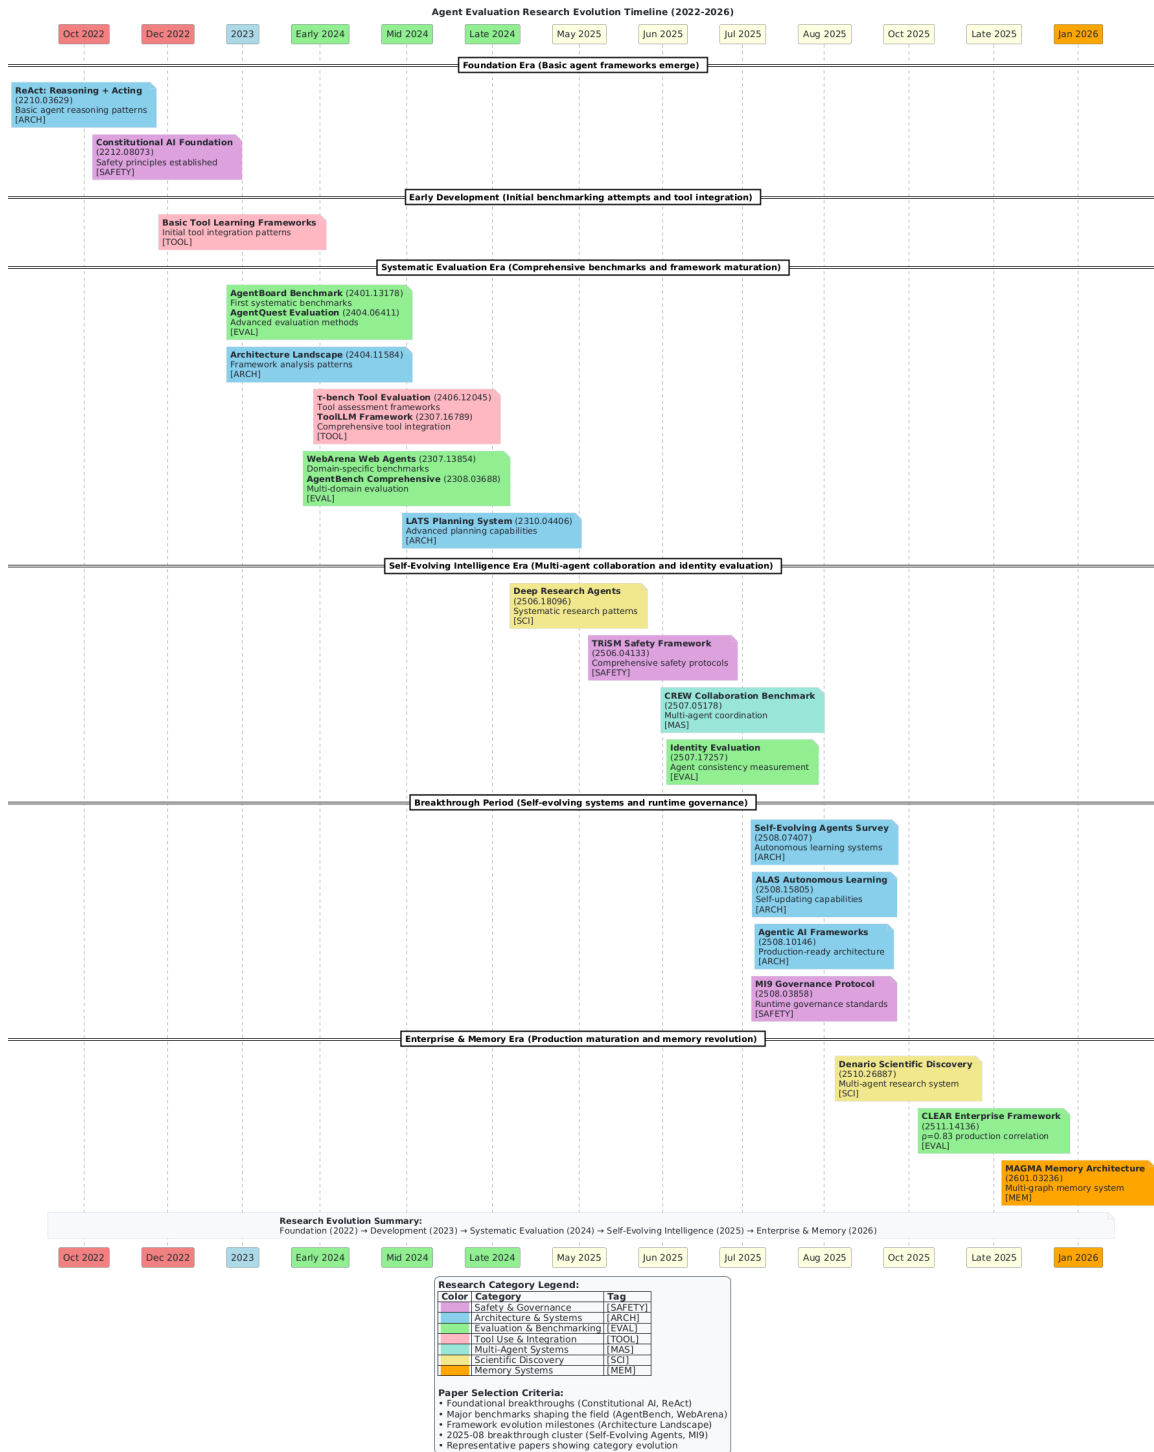 Agent Evaluation Research Evolution Timeline (2022-2026)
Oct 2022 Dec 2022 2023 Early 2024 Mid 2024 Late 2024 May 2025 Jun 2025 Jul 2025 Aug 2025 Oct 2025 Late 2025 Jan 2026
Foundation Era (Basic agent frameworks emerge)
ReAct: Reasoning + Acting
(2210.03629)
Basic agent reasoning patterns
[ARCH]
Constitutional AI Foundation
(2212.08073)
Safety principles established
[SAFETY]
Early Development (Initial benchmarking attempts and tool integration)
Basic Tool Learning Frameworks
Initial tool integration patterns
[TOOL]
Systematic Evaluation Era (Comprehensive benchmarks and framework maturation)
AgentBoard Benchmark (2401.13178)
First systematic benchmarks
AgentQuest Evaluation (2404.06411)
Advanced evaluation methods
[EVAL]
Architecture Landscape (2404.11584)
Framework analysis patterns
[ARCH]
τ-bench Tool Evaluation (2406.12045)
Tool assessment frameworks
ToolLLM Framework (2307.16789)
Comprehensive tool integration
[TOOL]
WebArena Web Agents (2307.13854)
Domain-specific benchmarks
AgentBench Comprehensive (2308.03688)
Multi-domain evaluation
[EVAL]
LATS Planning System (2310.04406)
Advanced planning capabilities
[ARCH]
Self-Evolving Intelligence Era (Multi-agent collaboration and identity evaluation)
Deep Research Agents
(2506.18096)
Systematic research patterns
[SCI]
TRiSM Safety Framework
(2506.04133)
Comprehensive safety protocols
[SAFETY]
CREW Collaboration Benchmark
(2507.05178)
Multi-agent coordination
[MAS]
Identity Evaluation
(2507.17257)
Agent consistency measurement
[EVAL]
Breakthrough Period (Self-evolving systems and runtime governance)
Self-Evolving Agents Survey
(2508.07407)
Autonomous learning systems
[ARCH]
ALAS Autonomous Learning
(2508.15805)
Self-updating capabilities
[ARCH]
Agentic AI Frameworks
(2508.10146)
Production-ready architecture
[ARCH]
MI9 Governance Protocol
(2508.03858)
Runtime governance standards
[SAFETY]
Enterprise & Memory Era (Production maturation and memory revolution)
Denario Scientific Discovery
(2510.26887)
Multi-agent research system
[SCI]
CLEAR Enterprise Framework
(2511.14136)
ρ=0.83 production correlation
[EVAL]
MAGMA Memory Architecture
(2601.03236)
Multi-graph memory system
[MEM]
Research Evolution Summary:
Foundation (2022) → Development (2023) → Systematic Evaluation (2024) → Self-Evolving Intelligence (2025) → Enterprise & Memory (2026)
Oct 2022 Dec 2022 2023 Early 2024 Mid 2024 Late 2024 May 2025 Jun 2025 Jul 2025 Aug 2025 Oct 2025 Late 2025 Jan 2026
Research Category Legend:
Color Category Tag
Safety & Governance [SAFETY]
Architecture & Systems [ARCH]
Evaluation & Benchmarking [EVAL]
Tool Use & Integration [TOOL]
Multi-Agent Systems [MAS]
Scientific Discovery [SCI]
Memory Systems [MEM]
Paper Selection Criteria:
• Foundational breakthroughs (Constitutional AI, ReAct)
• Major benchmarks shaping the field (AgentBench, WebArena)
• Framework evolution milestones (Architecture Landscape)
• 2025-08 breakthrough cluster (Self-Evolving Agents, MI9)
• Representative papers showing category evolution